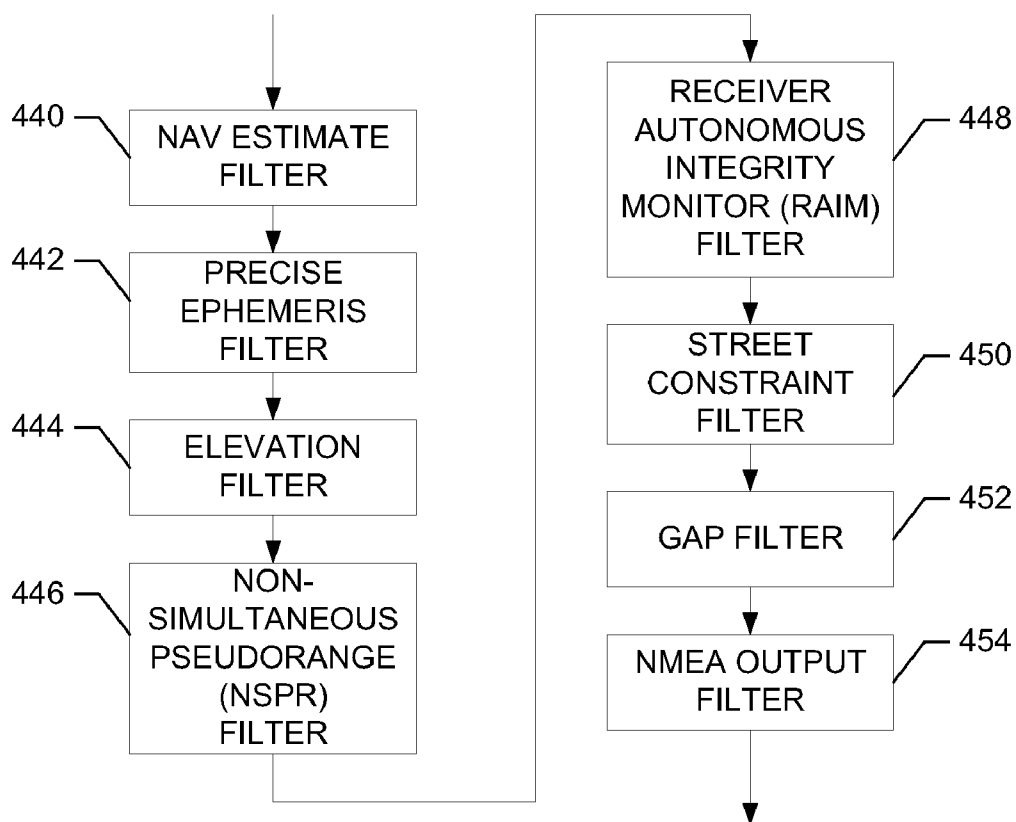 440
NAV ESTIMATE
FILTER
442
PRECISE
EPHEMERIS
FILTER
444
ELEVATION
FILTER
446
NON-
SIMULTANEOUS
PSEUDORANGE
(NSPR)
FILTER
RECEIVER
AUTONOMOUS
INTEGRITY
MONITOR (RAIM)
FILTER
448
STREET
CONSTRAINT
FILTER
450
GAP FILTER
452
NMEA OUTPUT
FILTER
454